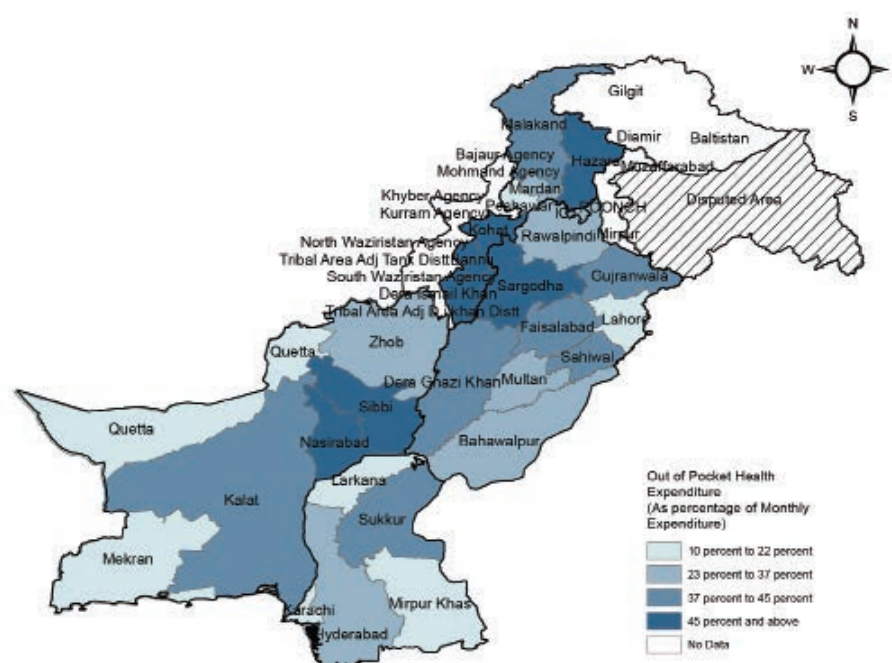 N
W
S
Gilgit
Malakand
Diamir
Baltistan
Bajaur Agency
Hazara
Mohmand Agency
Muzaffarabad
Mardan
Khyber Agency
Disputed Area
Peshawar
POONCH
Kurram Agency
Kohat
Rawalpindi
Mirpur
North Waziristan Agency
Tribal Area Adj Tank Distt
Bannu
Gujranwala
South Waziristan Agency
Sargodha
Dera Ismail Khan
Tribal Area Adj D.I.khan Distt
Lahore
Faisalabad
Zhob
Quetta
Sahiwal
Dera Ghazi Khan
Multan
Sibbi
Quetta
Nasirabad
Bahawalpur
Larkana
Kalat
Sukkur
Mekran
Karachi
Mirpur Khas
Hyderabad
Out of Pocket Health
Expenditure
(As percentage of Monthly
Expenditure)
10 percent to 22 percent
23 percent to 37 percent
37 percent to 45 percent
45 percent and above
No Data